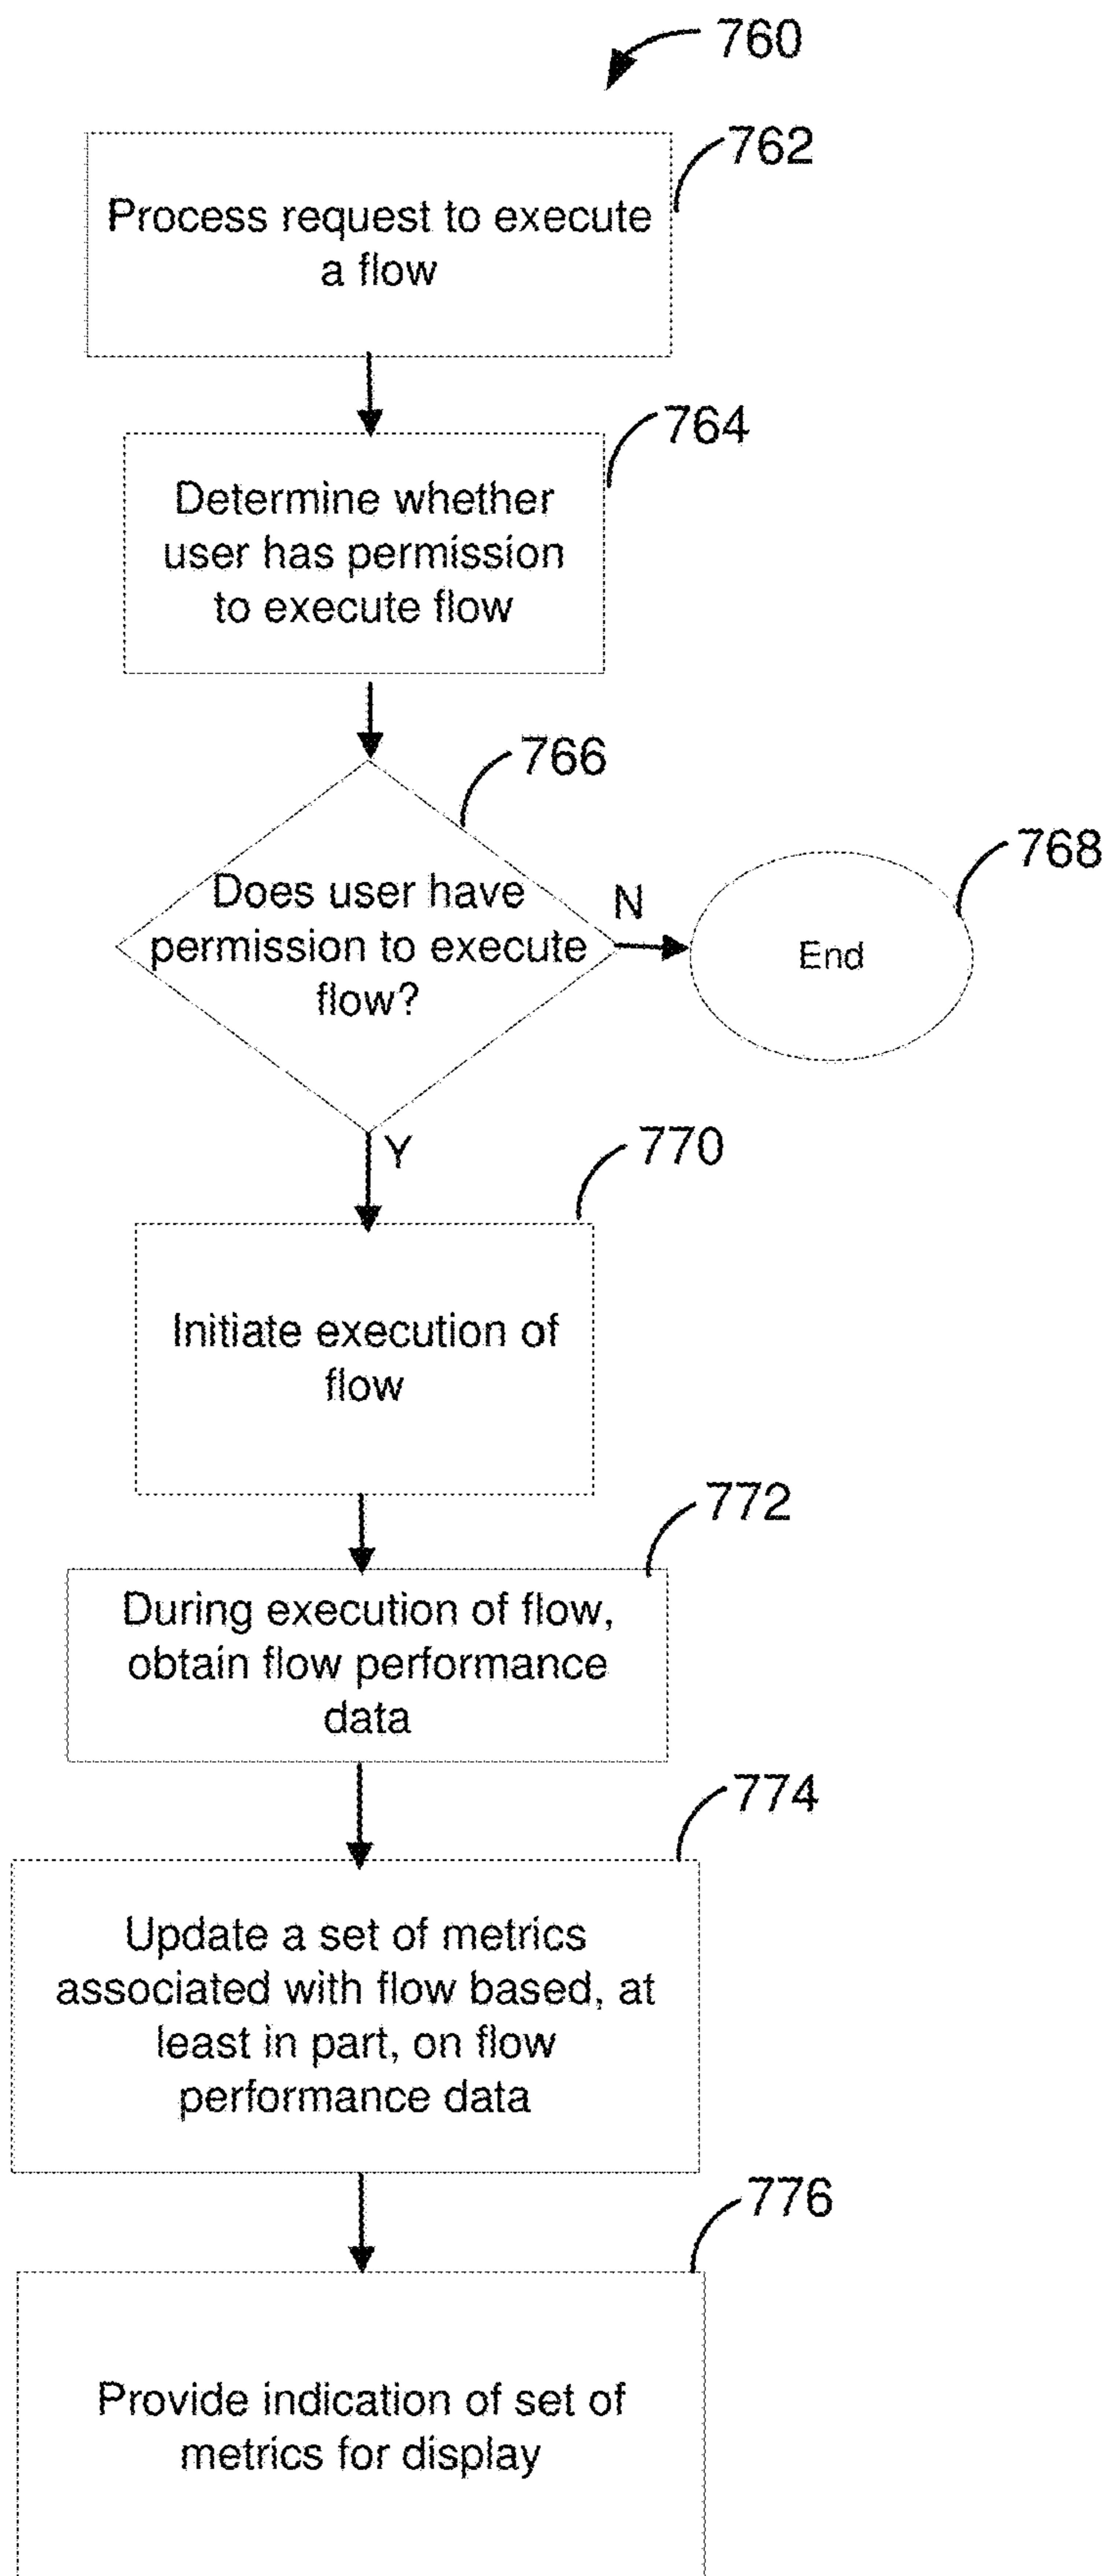 760
762
Process request to execute
a flow
764
Determine whether
user has permission
to execute flow
766
Does user have
permission to execute
flow?
N
768
End
Y
770
Initiate execution of
flow
772
During execution of flow,
obtain flow performance
data
774
Update a set of metrics
associated with flow based, at
least in part, on flow
performance data
776
Provide indication of set of
metrics for display